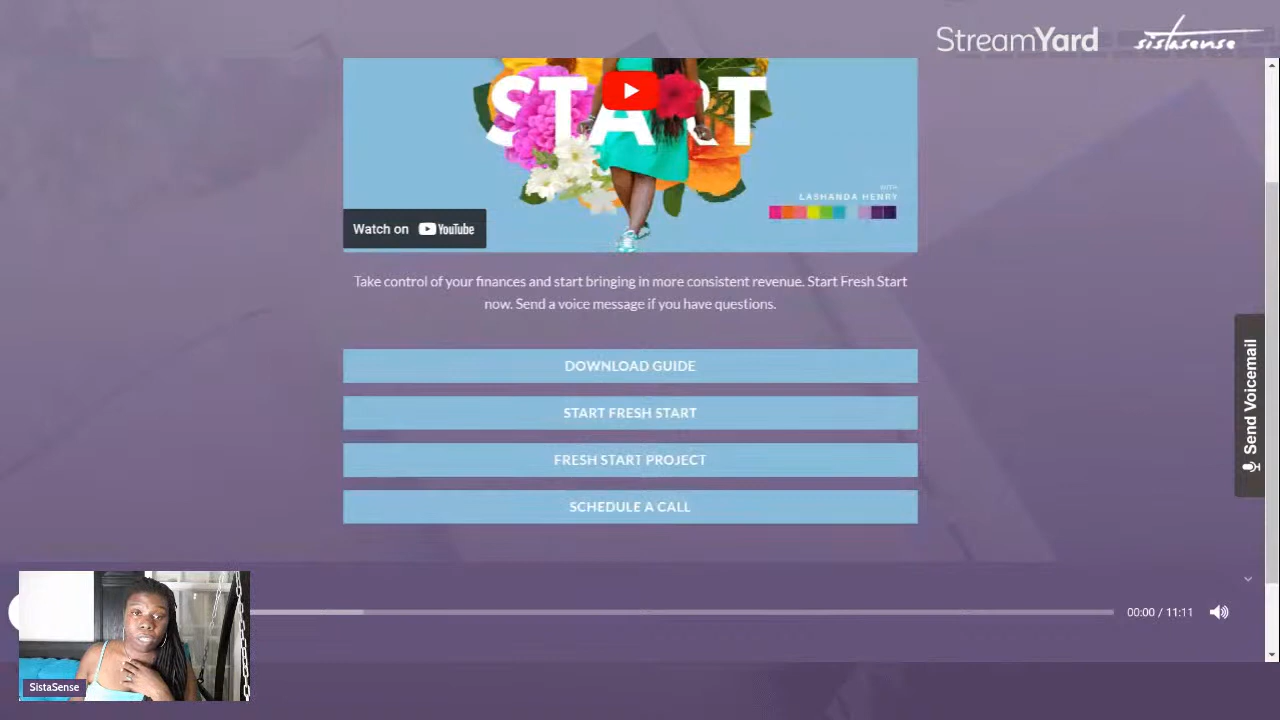 StreamYard
sistasense
START
WITH
LASHANDA HENRY
Watch on YouTube
Take control of your finances and start bringing in more consistent revenue. Start Fresh Start
now. Send a voice message if you have questions.
DOWNLOAD GUIDE
START FRESH START
FRESH START PROJECT
SCHEDULE A CALL
Send Voicemail
00:00 / 11:11
SistaSense